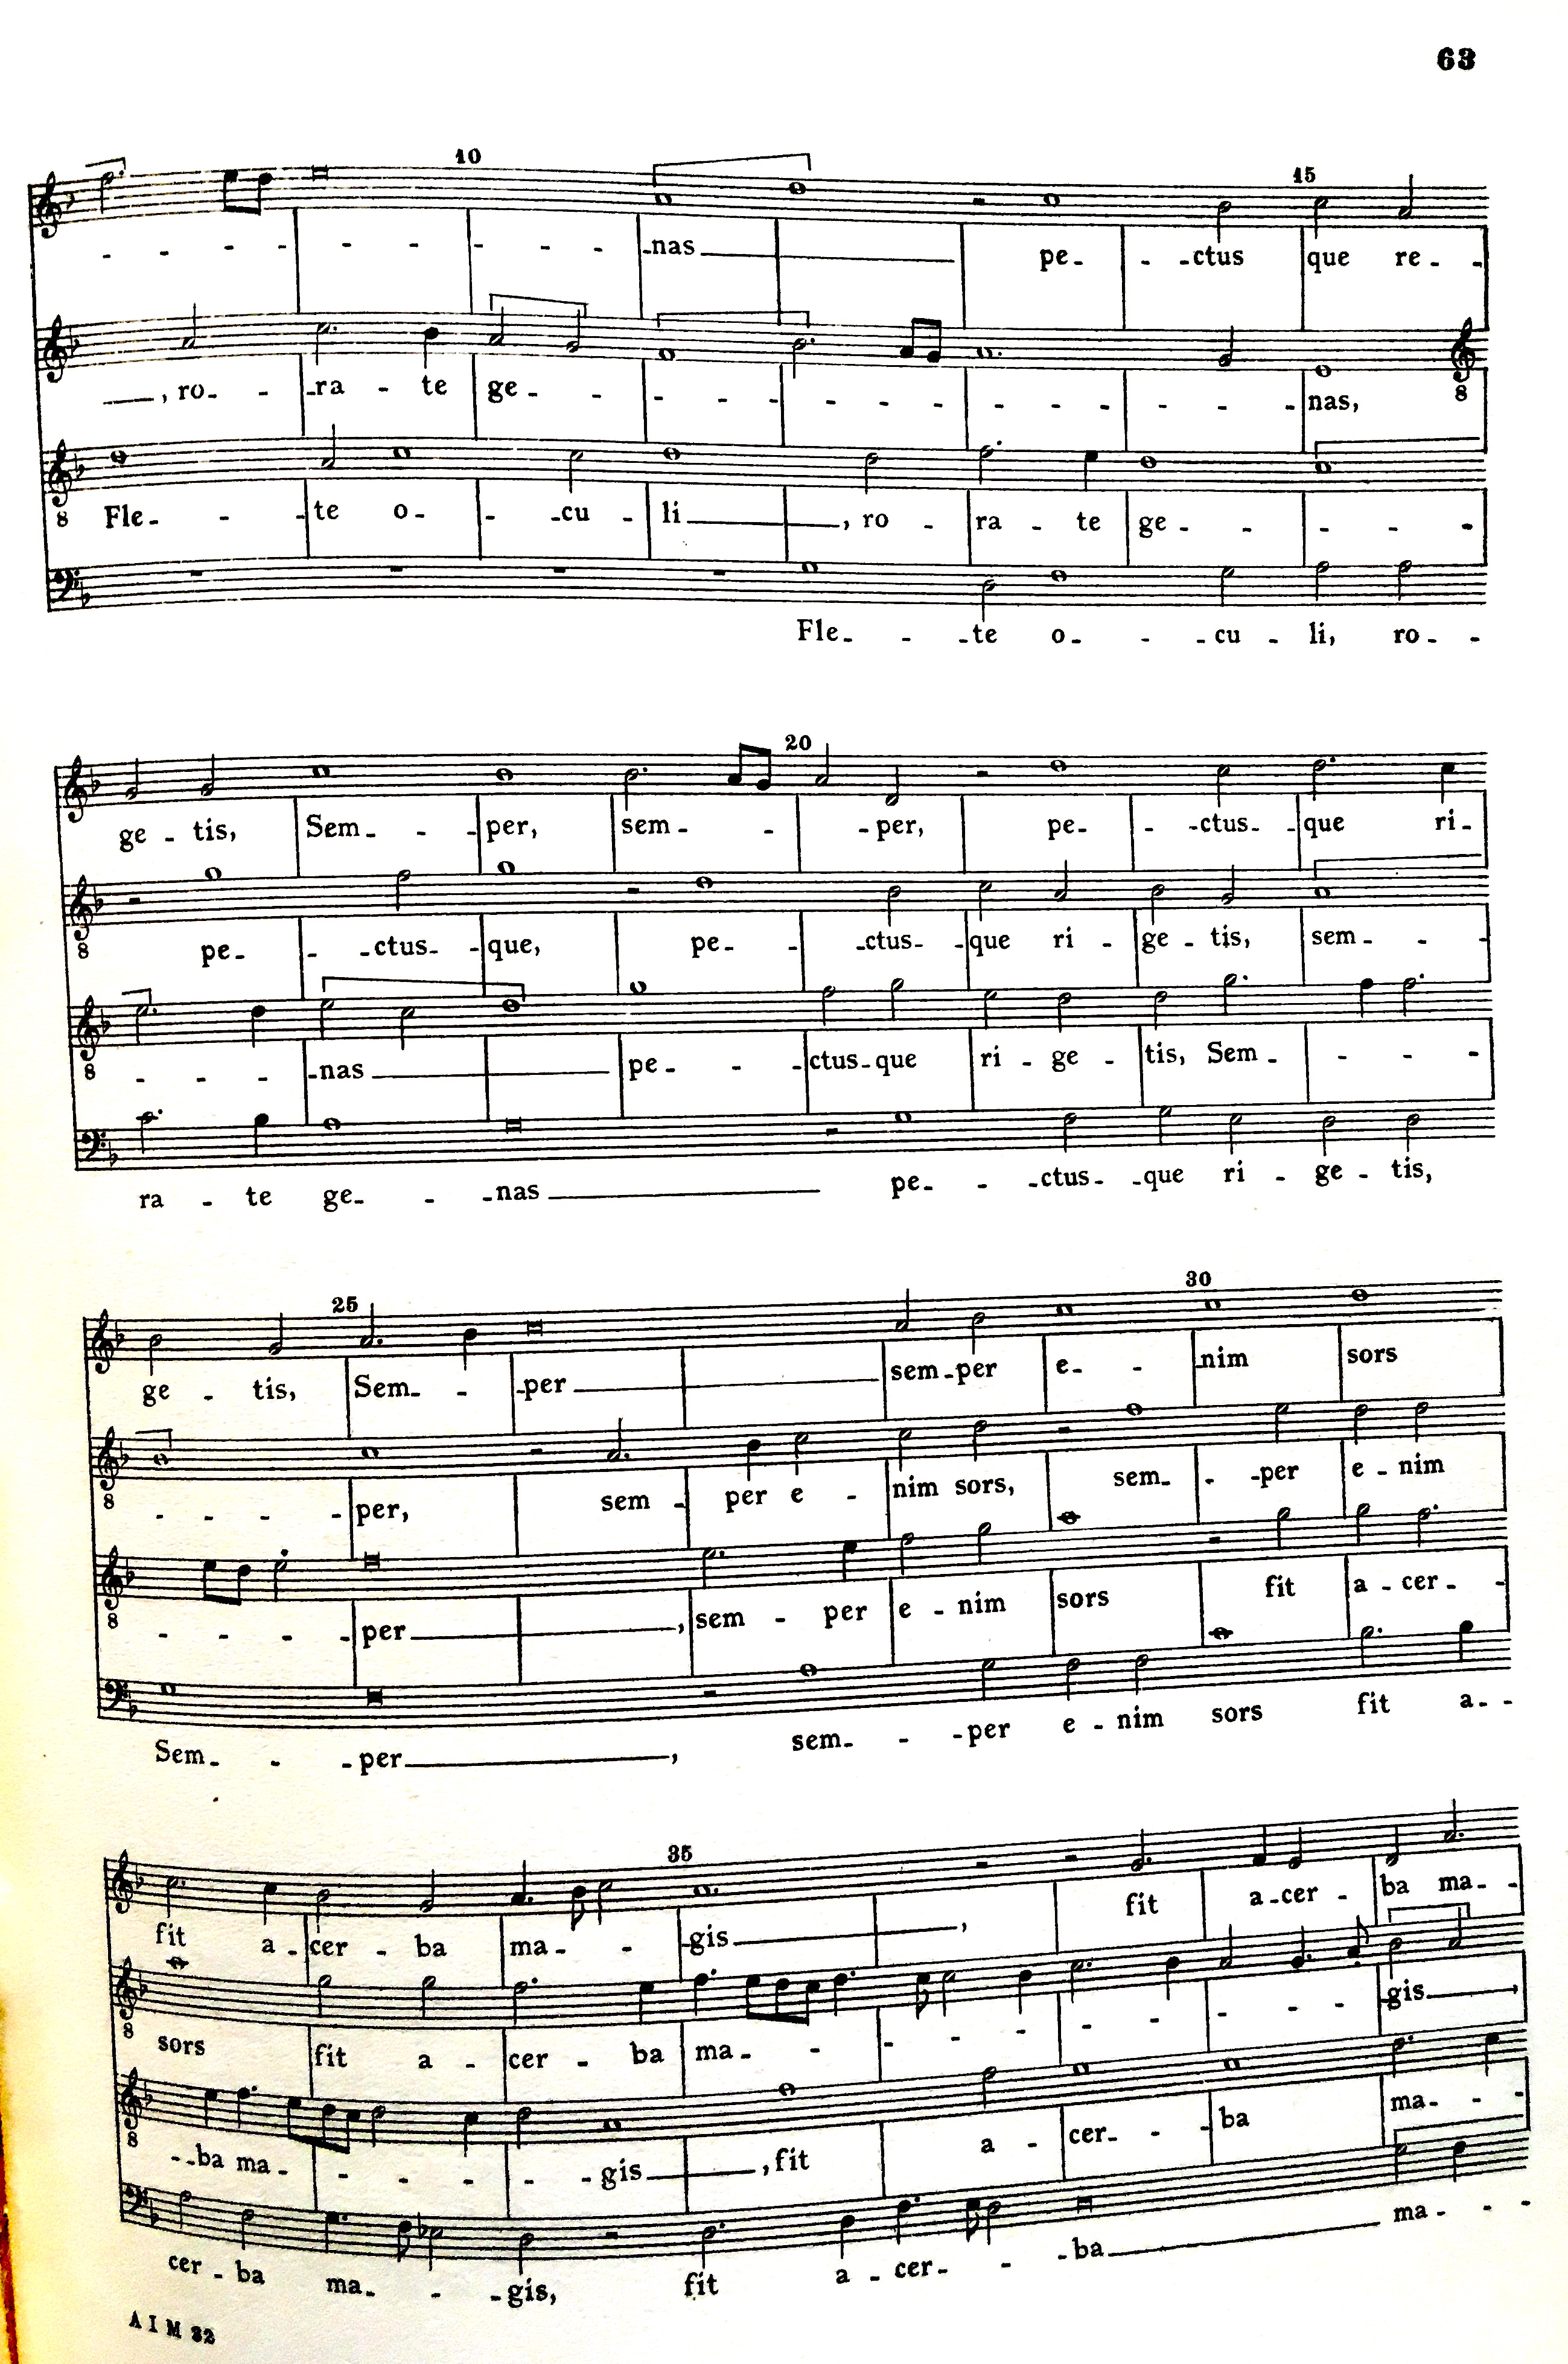 63
10 15
- - - - - - - - - -nas pe- - -ctus que re- -
, ro- - -ra - te ge- - - - - - - - - - - - -nas,
8
8 Fle- - -te o- - -cu - li , ro - ra - te ge- - - - -
Fle- - -te o- - -cu - li, ro- -
20
ge - tis, Sem- - -per, sem- - -per, pe- - -ctus- -que ri-
8 pe- - -ctus- -que, pe- - -ctus- -que ri - ge - tis, sem- - -
8 - - - -nas pe- - -ctus-que ri - ge - tis, Sem- - - -
ra - te ge- - -nas pe- - -ctus- -que ri - ge - tis,
25 30
ge - tis, Sem- - -per sem-per e- - -nim sors
8 - - - -per, sem - per e - nim sors, sem- - -per e - nim
8 - - - -per , sem - per e - nim sors fit a - cer- -
Sem- - -per , sem- - -per e - nim sors fit a- -
35
fit a - cer - ba ma- - -gis , fit a-cer - ba ma- -
8 sors fit a - cer - ba ma- - - - - - - - - - -gis
8 - -ba ma- - - - - -gis , fit a - cer- - -ba ma- - -
cer - ba ma- - -gis, fit a - cer- - -ba ma- - -
A I M 32